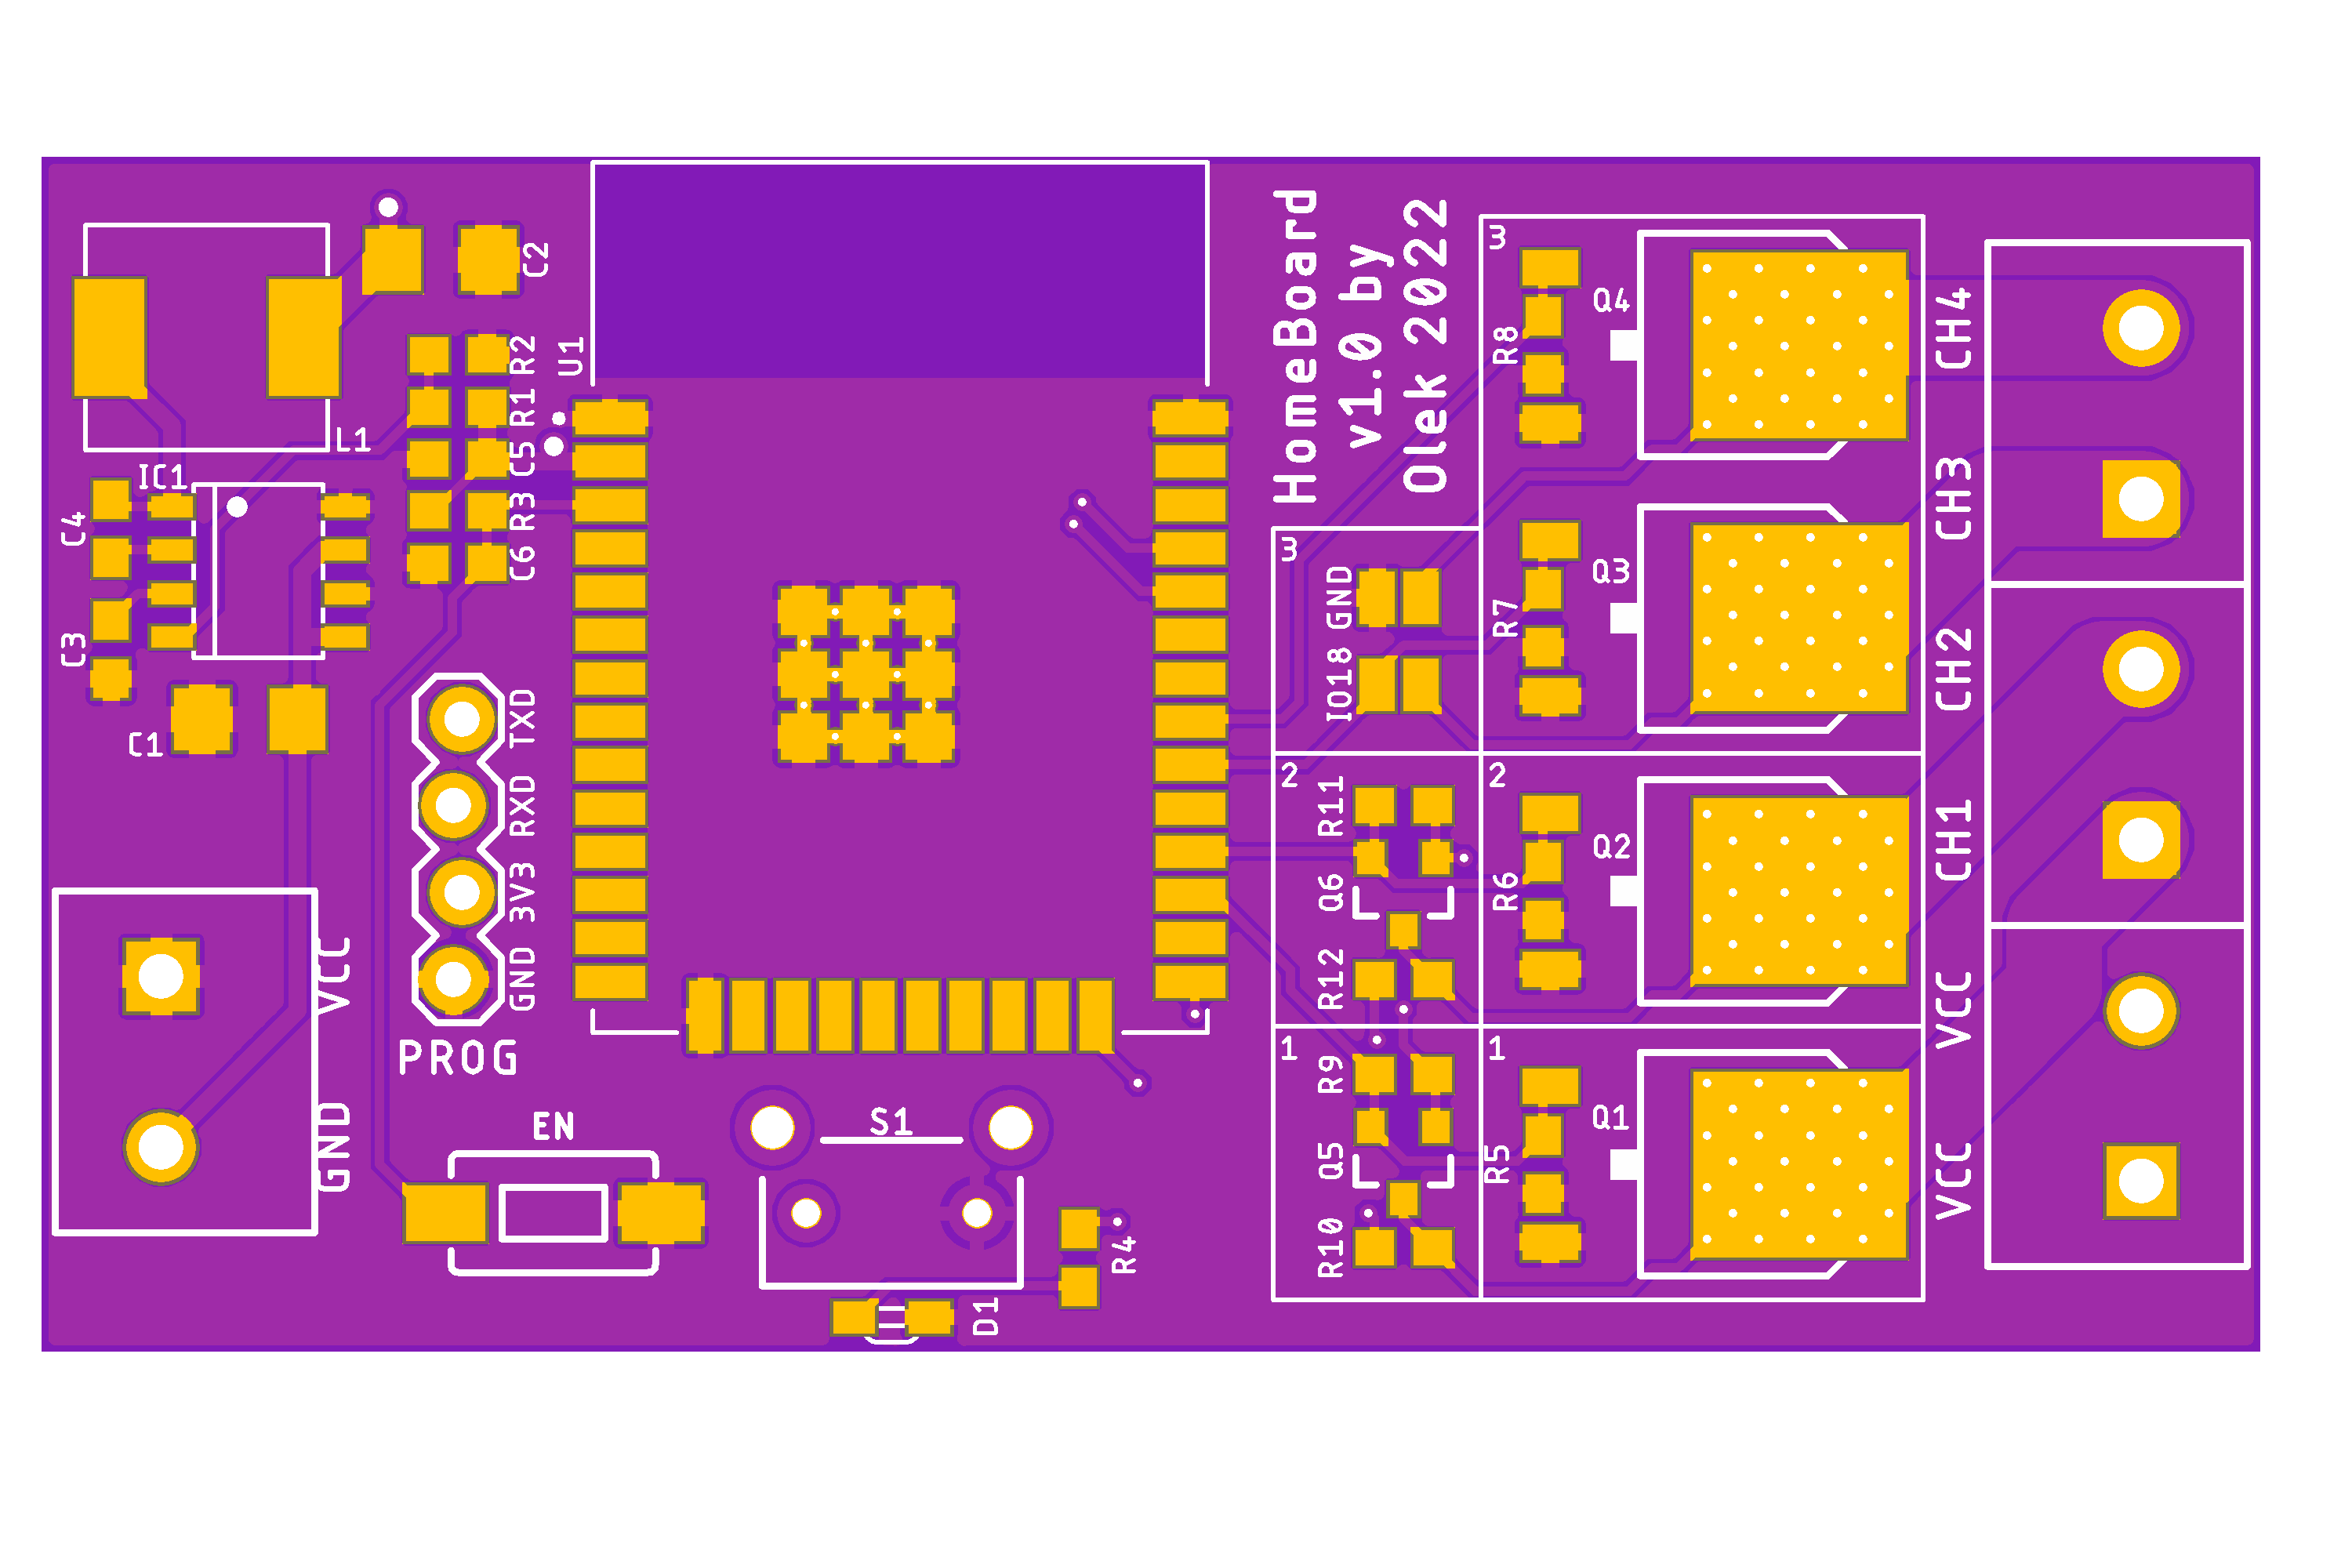 C2
R2
U1
R1
L1
C5
IC1
R3
C4
C6
C3
C1
TXD
RXD
3V3
GND
PROG
VCC
GND
EN
S1
R4
D1
HomeBoard
v1.0 by
Olek 2022
3
Q4
R8
3
GND
IO18
Q3
R7
2
R11
Q6
R12
2
Q2
R6
1
R9
Q5
R10
1
Q1
R5
CH4
CH3
CH2
CH1
VCC
VCC